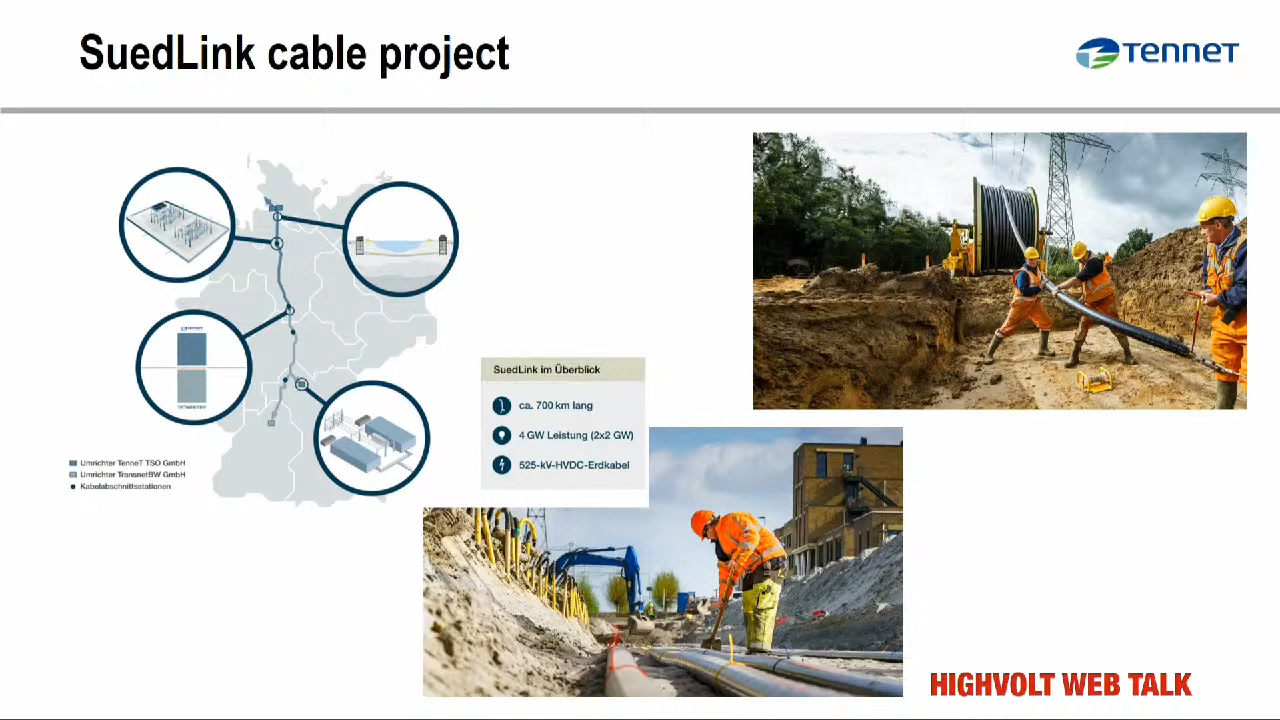 SuedLink cable project
TenneT
SuedLink im Überblick
ca. 700 km lang
4 GW Leistung (2x2 GW)
525-kV-HVDC-Erdkabel
Umrichter TenneT TSO GmbH
Umrichter TransnetBW GmbH
Kabelabschnittsstationen
HIGHVOLT WEB TALK